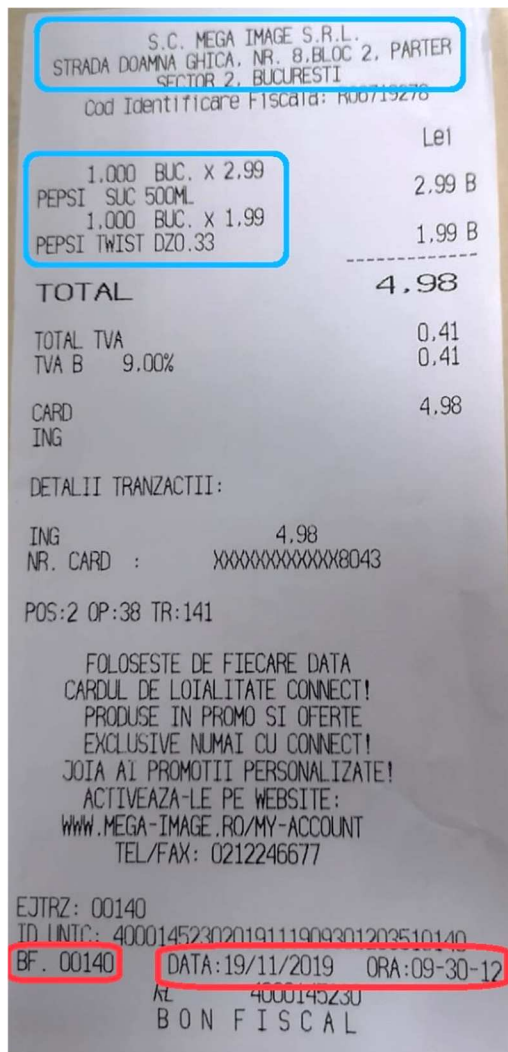 S.C. MEGA IMAGE S.R.L.
STRADA DOAMNA GHICA, NR. 8,BLOC 2, PARTER
SECTOR 2, BUCURESTI
Cod Identificare Fiscala: RO6719278
Lei
1.000 BUC. X 2,99
PEPSI SUC 500ML 2.99 B
1.000 BUC. X 1.99
PEPSI TWIST DZ0.33 1,99 B
TOTAL 4,98
TOTAL TVA 0,41
TVA B 9.00% 0,41
CARD 4,98
ING
DETALII TRANZACTII:
ING 4,98
NR. CARD : XXXXXXXXXXXX8043
POS:2 OP:38 TR:141
FOLOSESTE DE FIECARE DATA
CARDUL DE LOIALITATE CONNECT!
PRODUSE IN PROMO SI OFERTE
EXCLUSIVE NUMAI CU CONNECT!
JOIA AI PROMOTII PERSONALIZATE!
ACTIVEAZA-LE PE WEBSITE:
WWW.MEGA-IMAGE.RO/MY-ACCOUNT
TEL/FAX: 0212246677
EJTRZ: 00140
ID UNIC: 4000145230201911190930120351 0140
BF. 00140 DATA:19/11/2019 ORA:09-30-12
4000145230
BON FISCAL